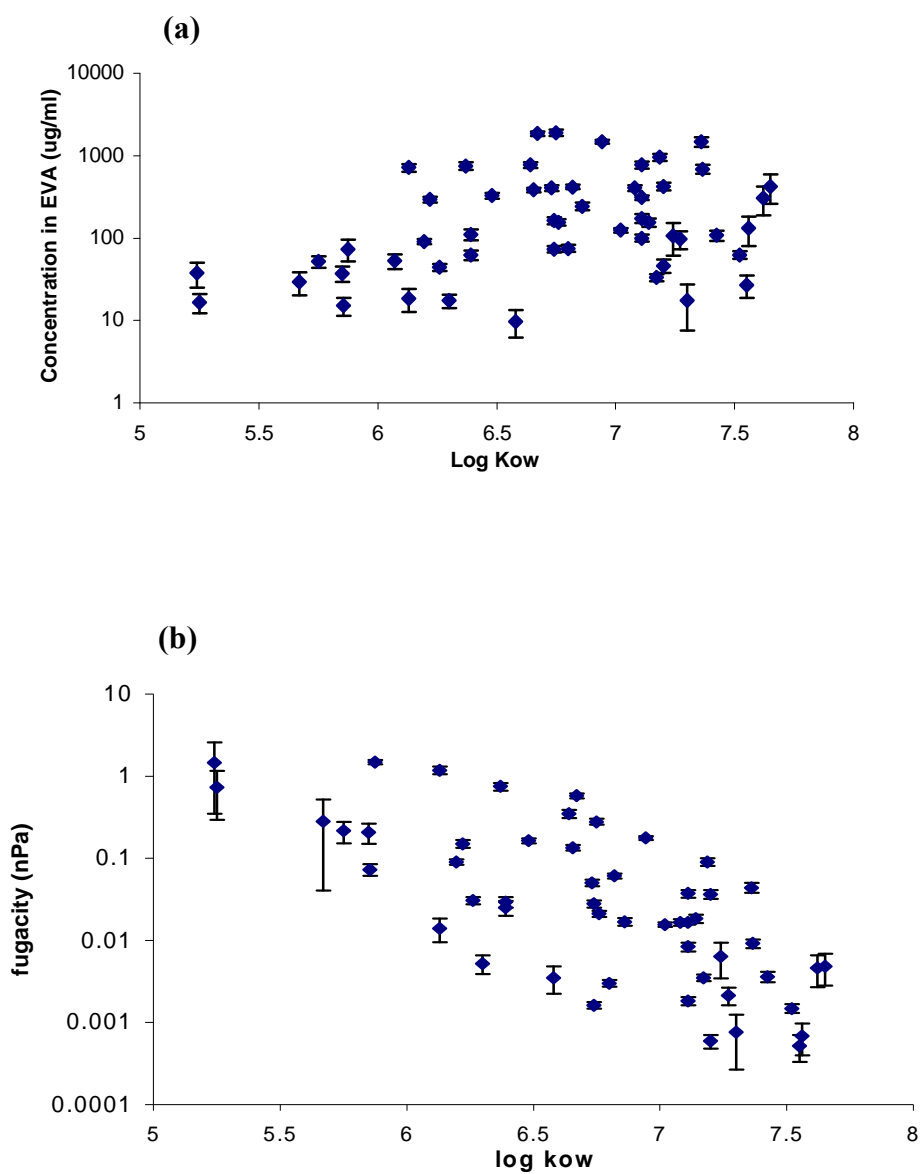 (a)
10000
1000
100
10
1
Concentration in EVA (ug/ml)
5 5.5 6 6.5 7 7.5 8
Log Kow
(b)
10
1
0.1
0.01
0.001
0.0001
fugacity (nPa)
5 5.5 6 6.5 7 7.5 8
log kow